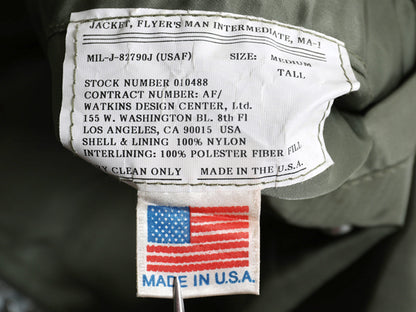 JACKET, FLYER'S MAN INTERMEDIATE, MA-1
MIL-J-82790J (USAF) SIZE: MEDIUM
TALL
STOCK NUMBER 010488
CONTRACT NUMBER: AF/
WATKINS DESIGN CENTER, Ltd.
155 W. WASHINGTON BL. 8th Fl
LOS ANGELES, CA 90015 USA
SHELL & LINING 100% NYLON
INTERLINING: 100% POLESTER FIBER FILL
CLEAN ONLY MADE IN THE U.S.A.
MADE IN U.S.A.